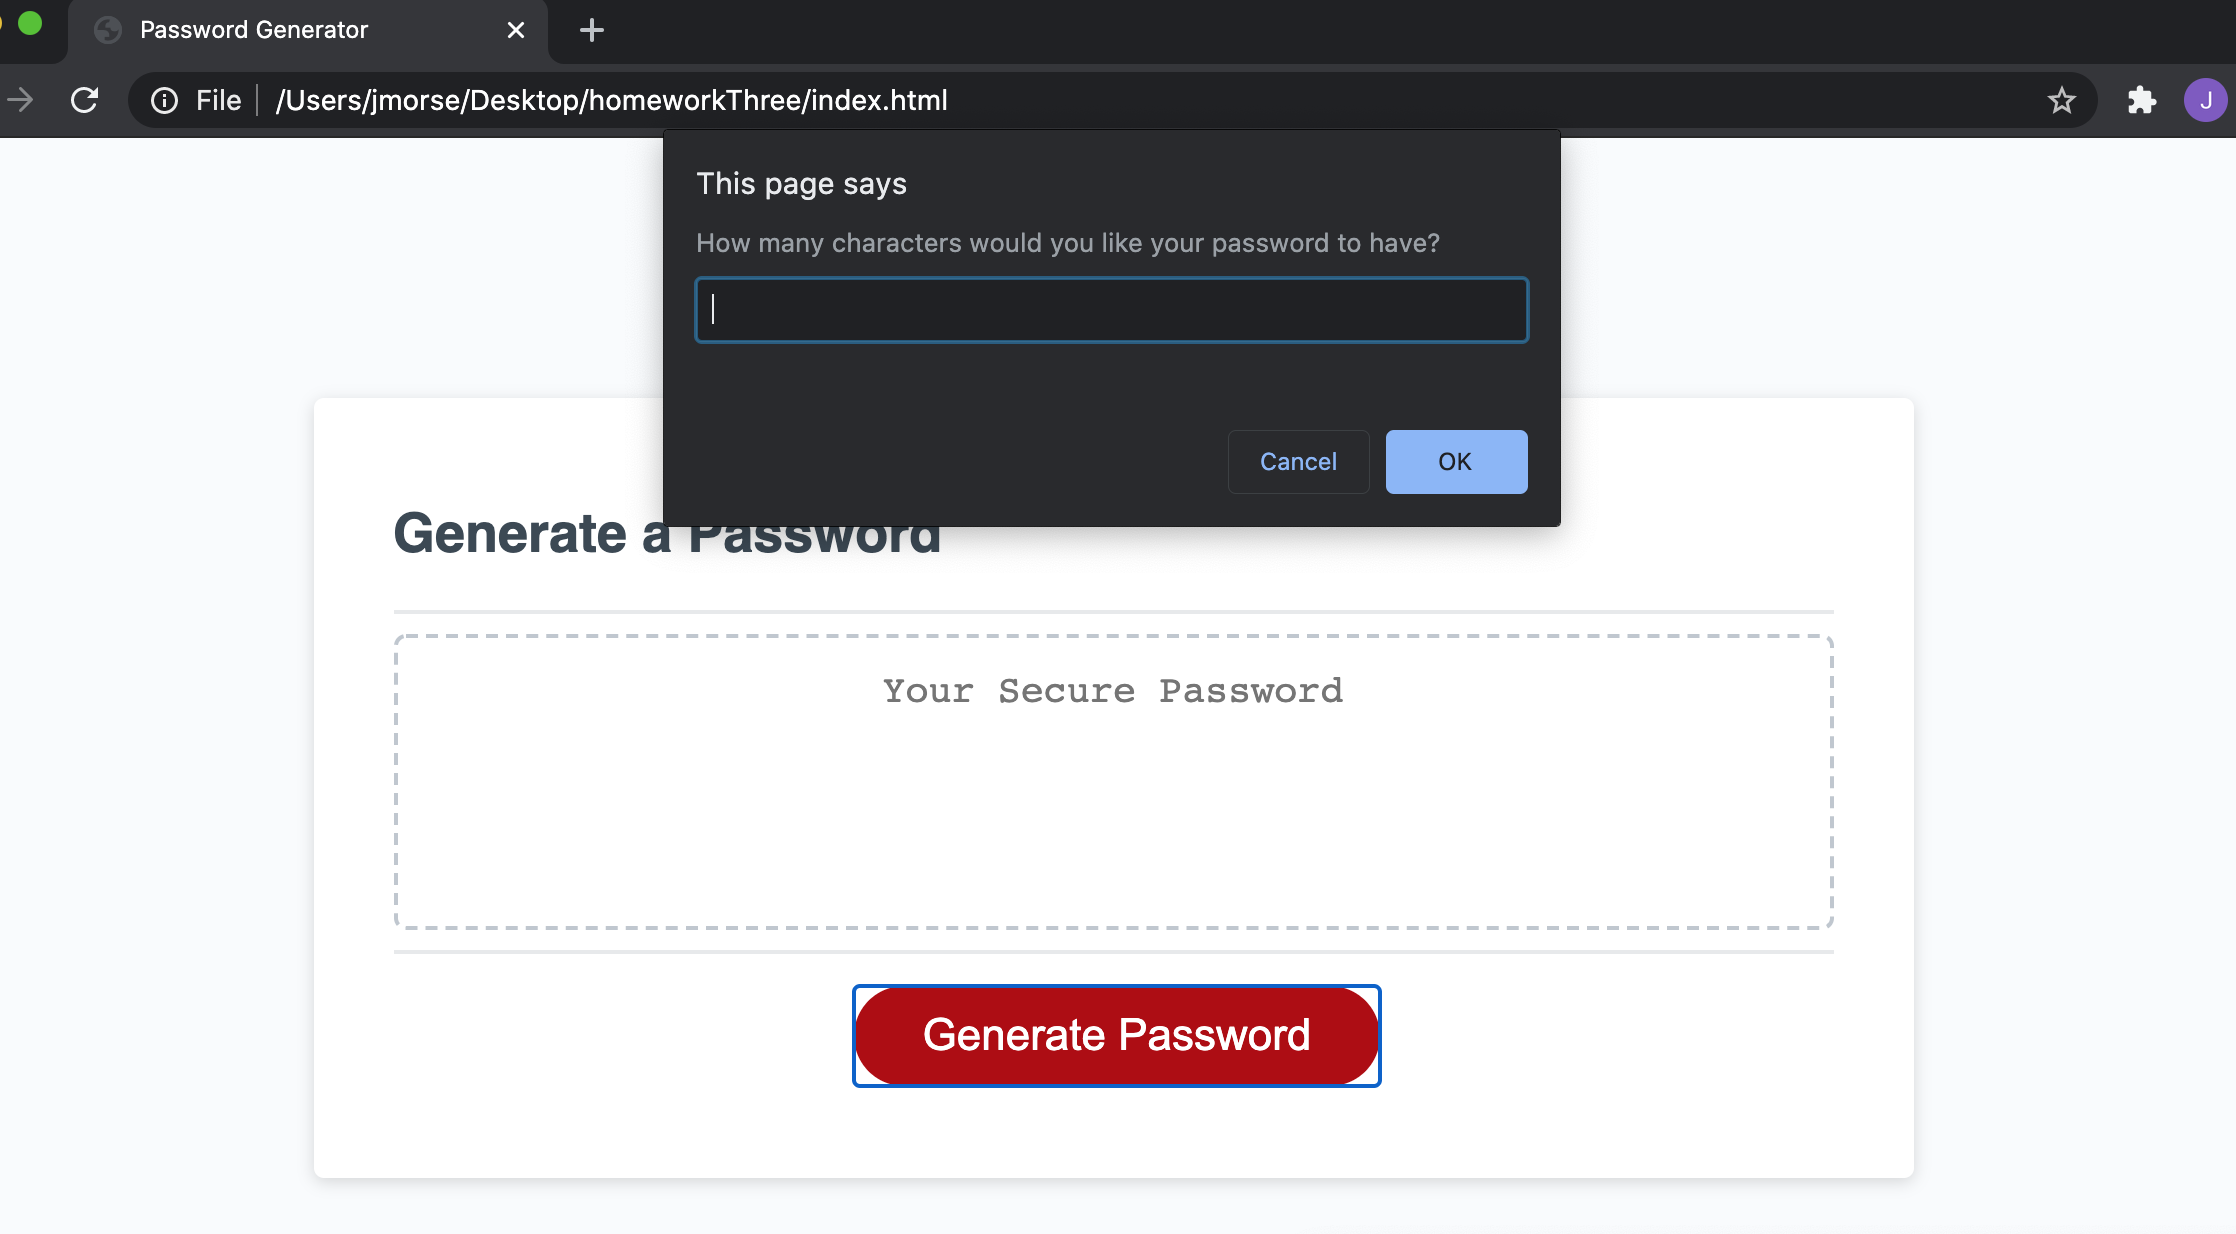 Password Generator
File /Users/jmorse/Desktop/homeworkThree/index.html
J
This page says
How many characters would you like your password to have?
Cancel
OK
Generate a Password
Your Secure Password
Generate Password